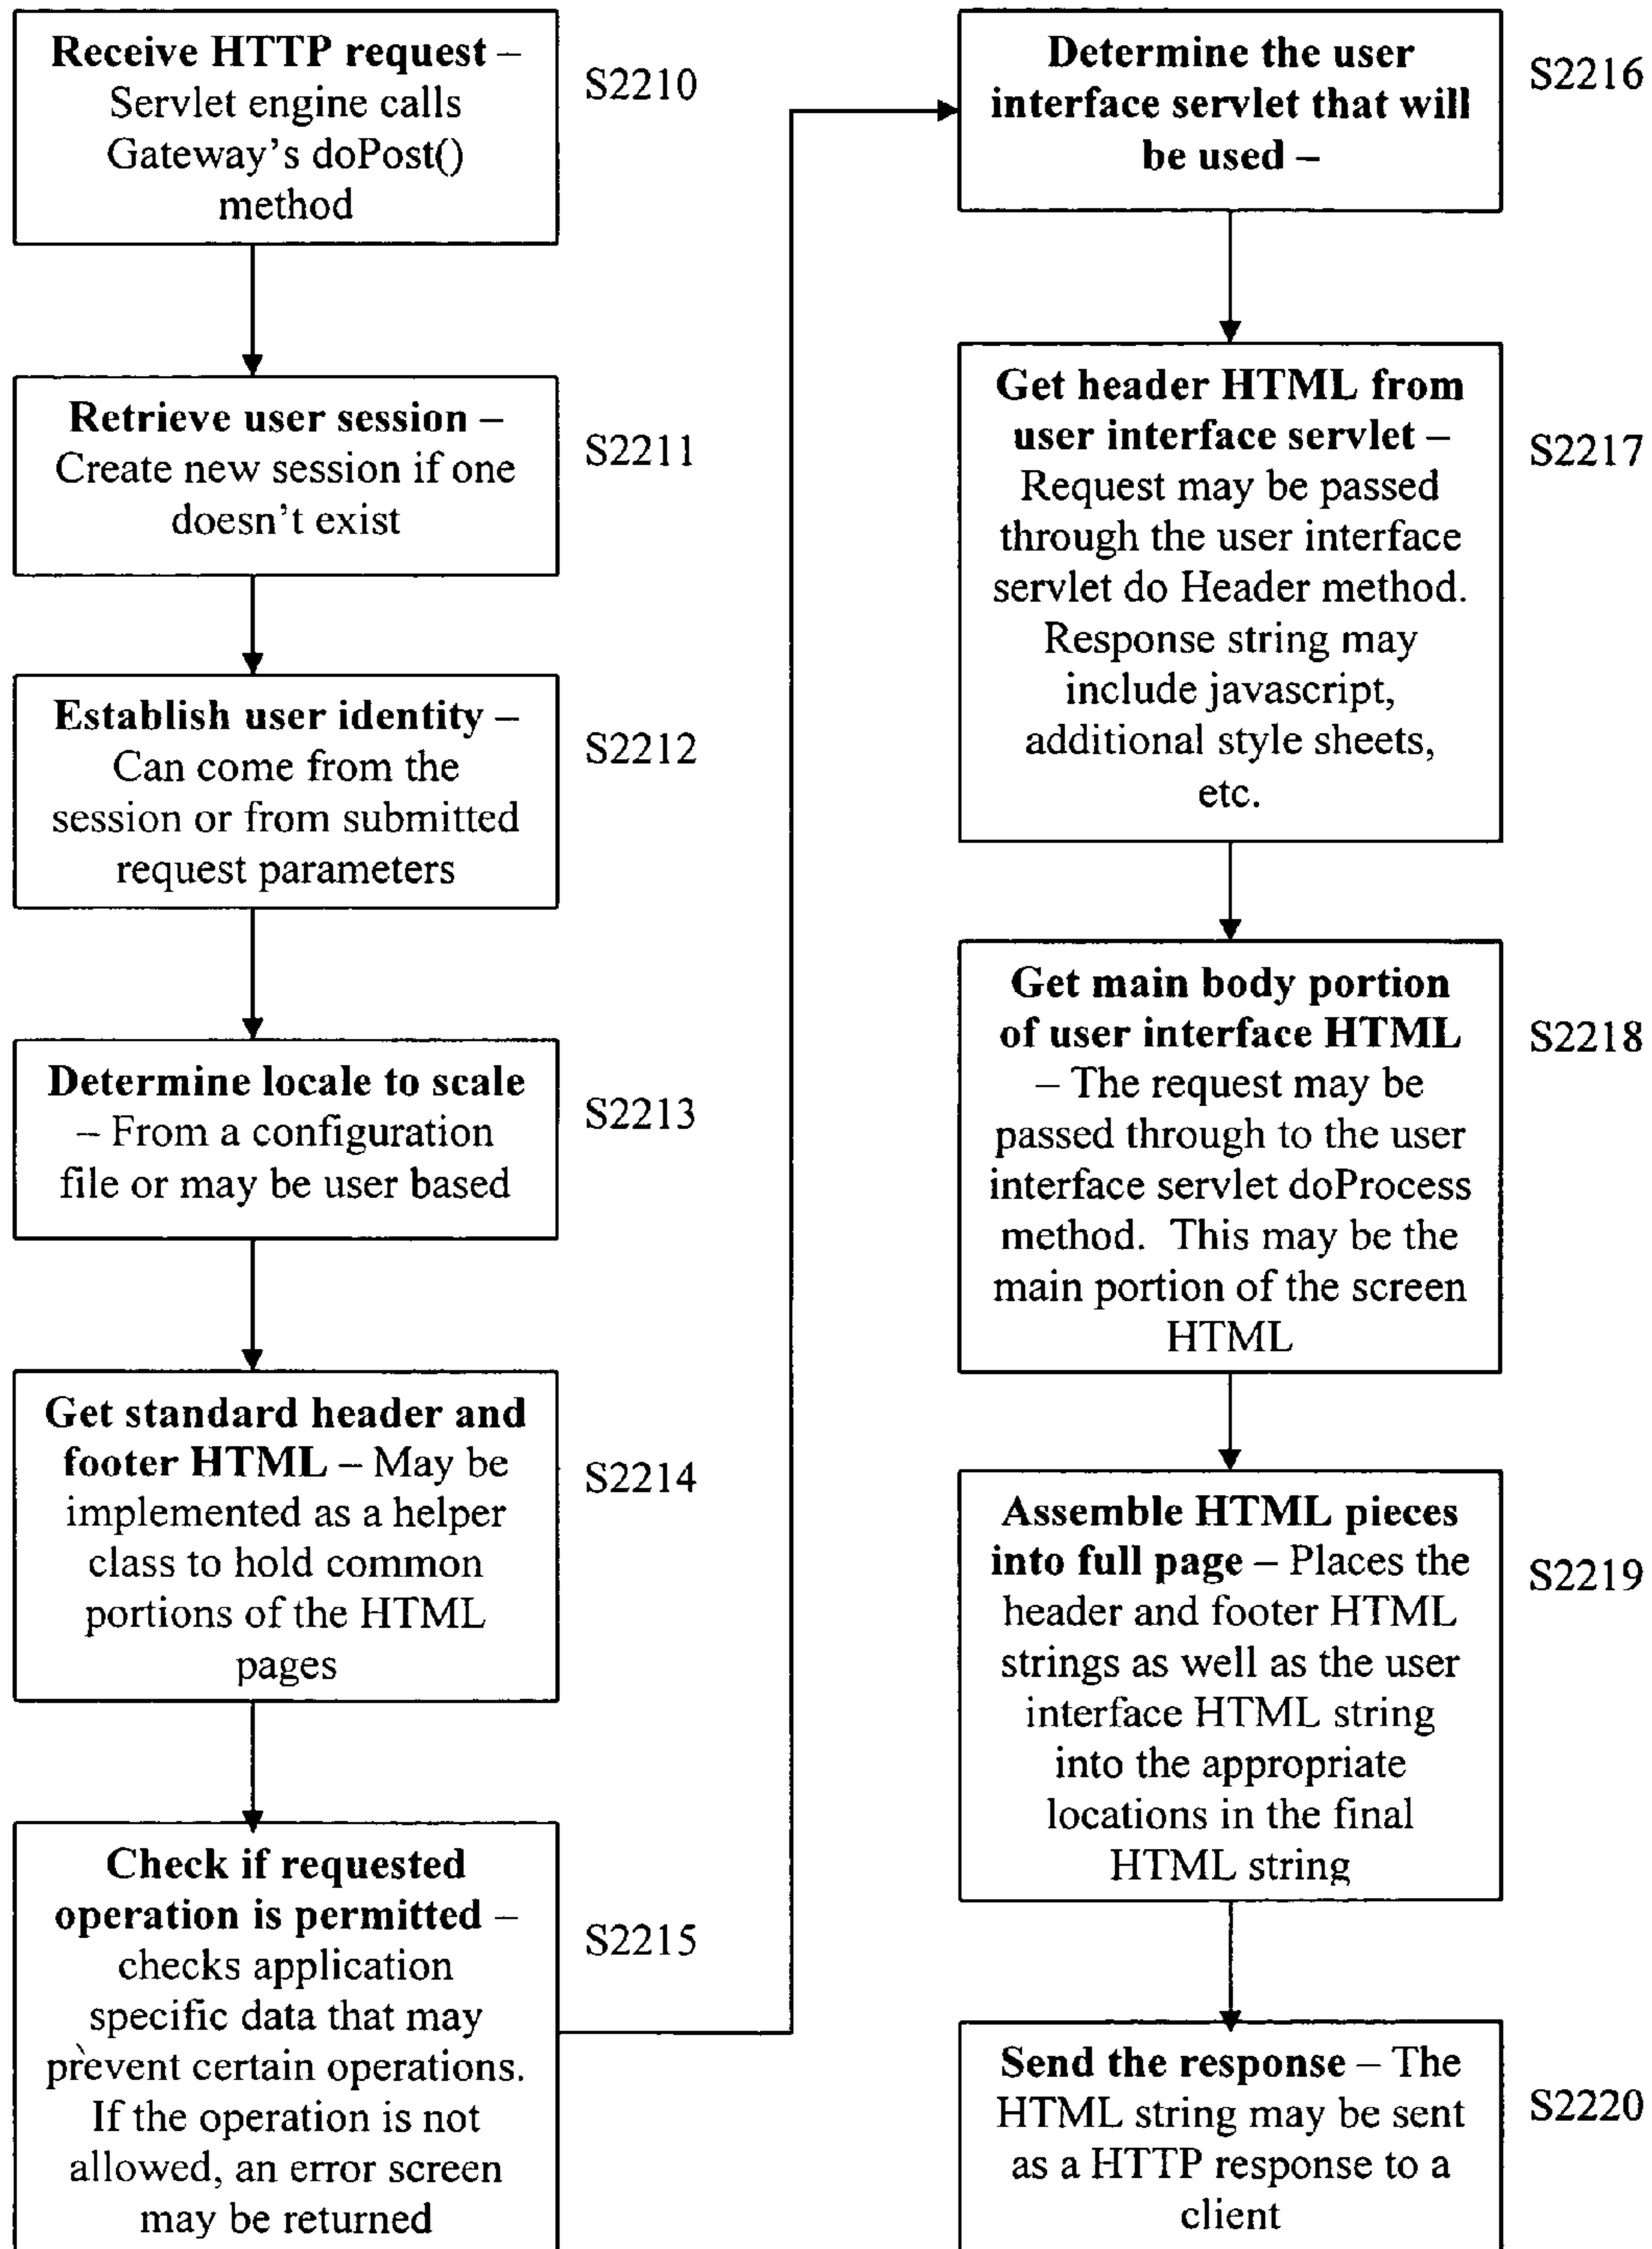 Receive HTTP request –
Servlet engine calls
Gateway's doPost()
method
S2210
Retrieve user session –
Create new session if one
doesn't exist
S2211
Establish user identity –
Can come from the
session or from submitted
request parameters
S2212
Determine locale to scale
– From a configuration
file or may be user based
S2213
Get standard header and
footer HTML – May be
implemented as a helper
class to hold common
portions of the HTML
pages
S2214
Check if requested
operation is permitted –
checks application
specific data that may
prevent certain operations.
If the operation is not
allowed, an error screen
may be returned
S2215
Determine the user
interface servlet that will
be used –
S2216
Get header HTML from
user interface servlet –
Request may be passed
through the user interface
servlet do Header method.
Response string may
include javascript,
additional style sheets,
etc.
S2217
Get main body portion
of user interface HTML
– The request may be
passed through to the user
interface servlet doProcess
method.  This may be the
main portion of the screen
HTML
S2218
Assemble HTML pieces
into full page – Places the
header and footer HTML
strings as well as the user
interface HTML string
into the appropriate
locations in the final
HTML string
S2219
Send the response – The
HTML string may be sent
as a HTTP response to a
client
S2220